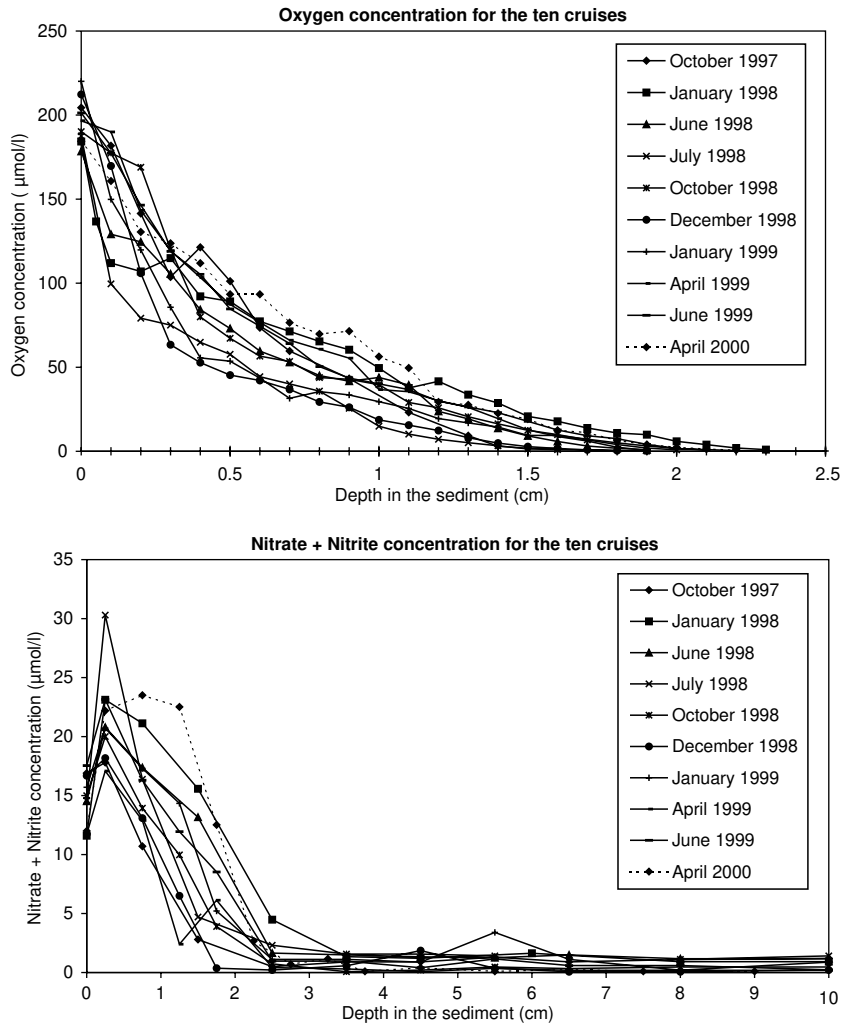 Oxygen concentration for the ten cruises
250
200
150
100
50
0
Oxygen concentration ( µmol/l)
0 0.5 1 1.5 2 2.5
Depth in the sediment (cm)
October 1997
January 1998
June 1998
July 1998
October 1998
December 1998
January 1999
April 1999
June 1999
April 2000
Nitrate + Nitrite concentration for the ten cruises
35
30
25
20
15
10
5
0
Nitrate + Nitrite concentration (µmol/l)
0 1 2 3 4 5 6 7 8 9 10
Depth in the sediment (cm)
October 1997
January 1998
June 1998
July 1998
October 1998
December 1998
January 1999
April 1999
June 1999
April 2000